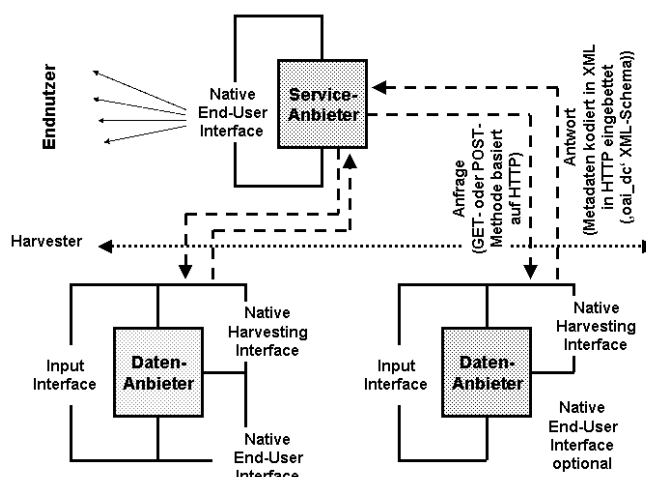 Endnutzer
Native
End-User
Interface
Service-
Anbieter
Anfrage
(GET- oder POST-
Methode basiert
auf HTTP)
Antwort
(Metadaten kodiert in XML
in HTTP eingebettet
(‚oai_dc‘ XML-Schema))
Harvester
Input
Interface
Daten-
Anbieter
Native
Harvesting
Interface
Native
End-User
Interface
Input
Interface
Daten-
Anbieter
Native
Harvesting
Interface
Native
End-User
Interface
optional